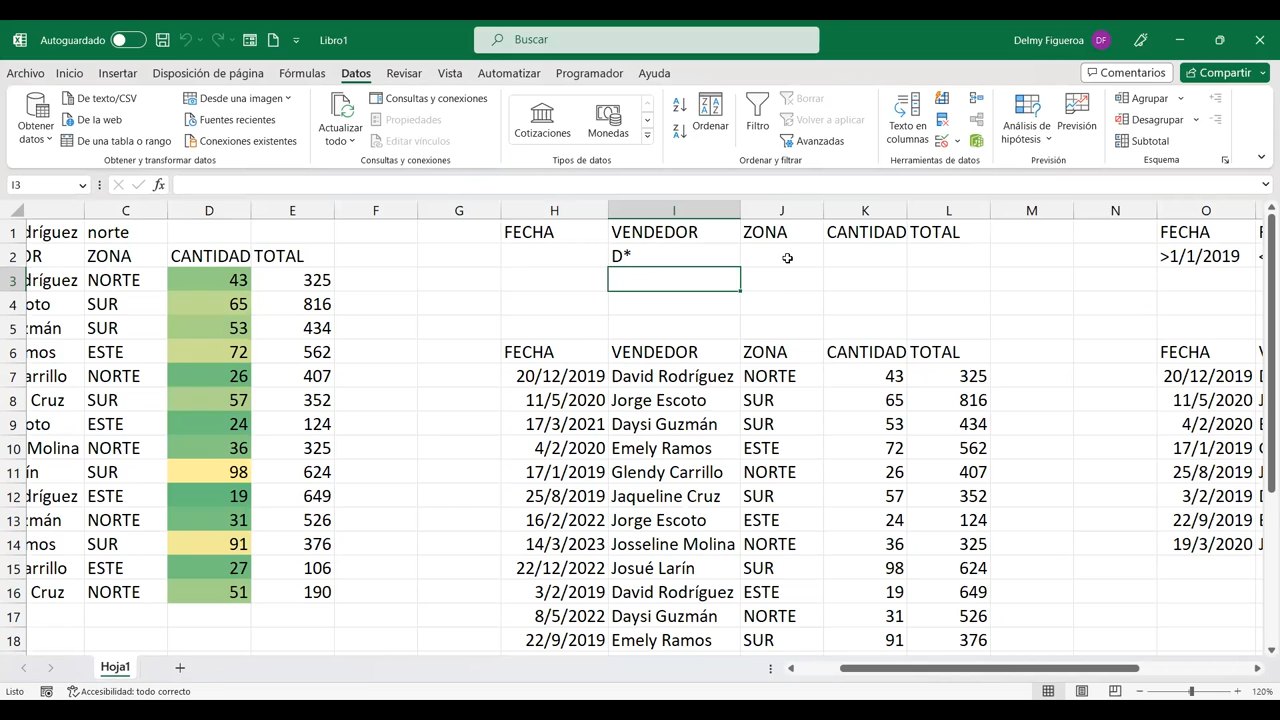 Autoguardado
Libro1
Buscar
Delmy Figueroa
DF
Archivo Inicio Insertar Disposición de página Fórmulas Datos Revisar Vista Automatizar Programador Ayuda
Comentarios
Compartir
Obtener datos
De texto/CSV
De la web
De una tabla o rango
Desde una imagen
Fuentes recientes
Conexiones existentes
Obtener y transformar datos
Actualizar todo
Consultas y conexiones
Propiedades
Editar vínculos
Consultas y conexiones
Cotizaciones
Monedas
Tipos de datos
Ordenar
Filtro
Borrar
Volver a aplicar
Avanzadas
Ordenar y filtrar
Texto en columnas
Herramientas de datos
Análisis de hipótesis
Previsión
Previsión
Agrupar
Desagrupar
Subtotal
Esquema
I3
fx
C D E F G H I J K L M N O
1 dríguez norte FECHA VENDEDOR ZONA CANTIDAD TOTAL FECHA
2 OR ZONA CANTIDAD TOTAL D* >1/1/2019 <
3 dríguez NORTE 43 325
4 oto SUR 65 816
5 mán SUR 53 434
6 mos ESTE 72 562 FECHA VENDEDOR ZONA CANTIDAD TOTAL FECHA
7 arrillo NORTE 26 407 20/12/2019 David Rodríguez NORTE 43 325 20/12/2019
8 Cruz SUR 57 352 11/5/2020 Jorge Escoto SUR 65 816 11/5/2020
9 oto ESTE 24 124 17/3/2021 Daysi Guzmán SUR 53 434 4/2/2020
10 Molina NORTE 36 325 4/2/2020 Emely Ramos ESTE 72 562 17/1/2019
11 ín SUR 98 624 17/1/2019 Glendy Carrillo NORTE 26 407 25/8/2019
12 dríguez ESTE 19 649 25/8/2019 Jaqueline Cruz SUR 57 352 3/2/2019
13 mán NORTE 31 526 16/2/2022 Jorge Escoto ESTE 24 124 22/9/2019
14 mos SUR 91 376 14/3/2023 Josseline Molina NORTE 36 325 19/3/2020
15 arrillo ESTE 27 106 22/12/2022 Josué Larín SUR 98 624
16 Cruz NORTE 51 190 3/2/2019 David Rodríguez ESTE 19 649
17 8/5/2022 Daysi Guzmán NORTE 31 526
18 22/9/2019 Emely Ramos SUR 91 376
Hoja1
Listo
Accesibilidad: todo correcto
120%